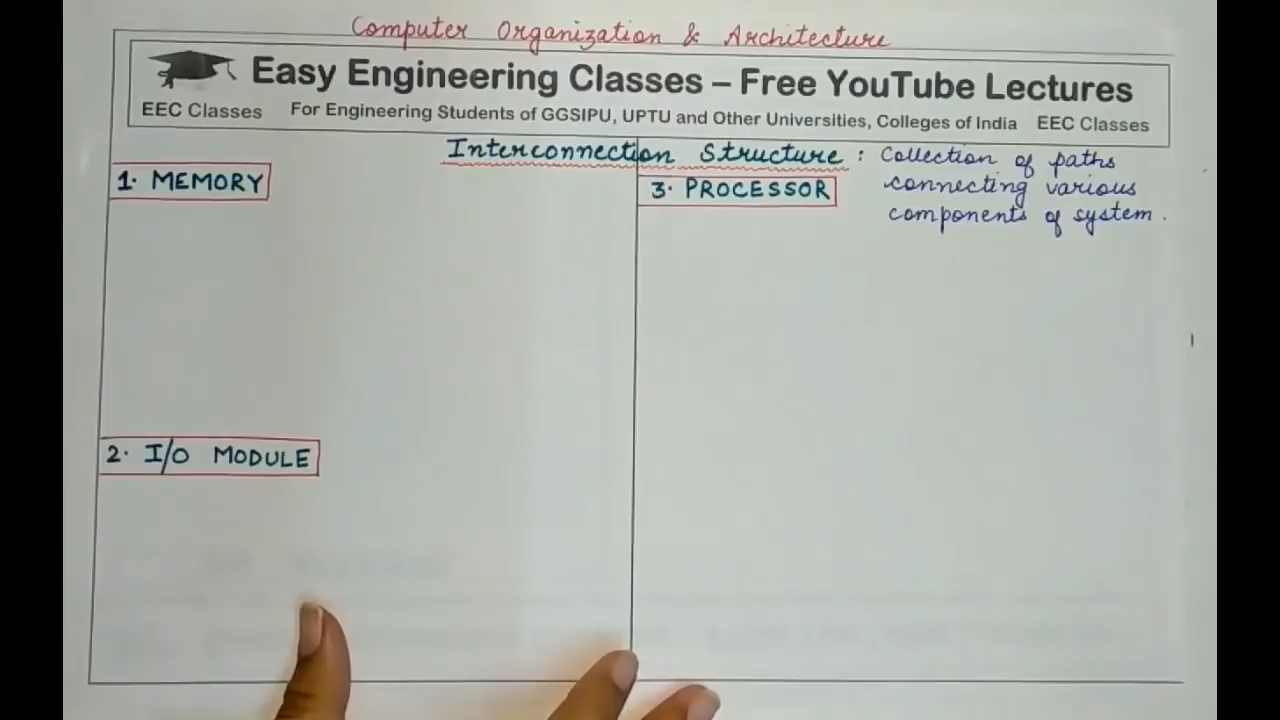 Computer Organization & Architecture
Easy Engineering Classes – Free YouTube Lectures
EEC Classes For Engineering Students of GGSIPU, UPTU and Other Universities, Colleges of India EEC Classes
Interconnection Structure : Collection of paths
connecting various
components of system.
1. MEMORY
2. I/O MODULE
3. PROCESSOR